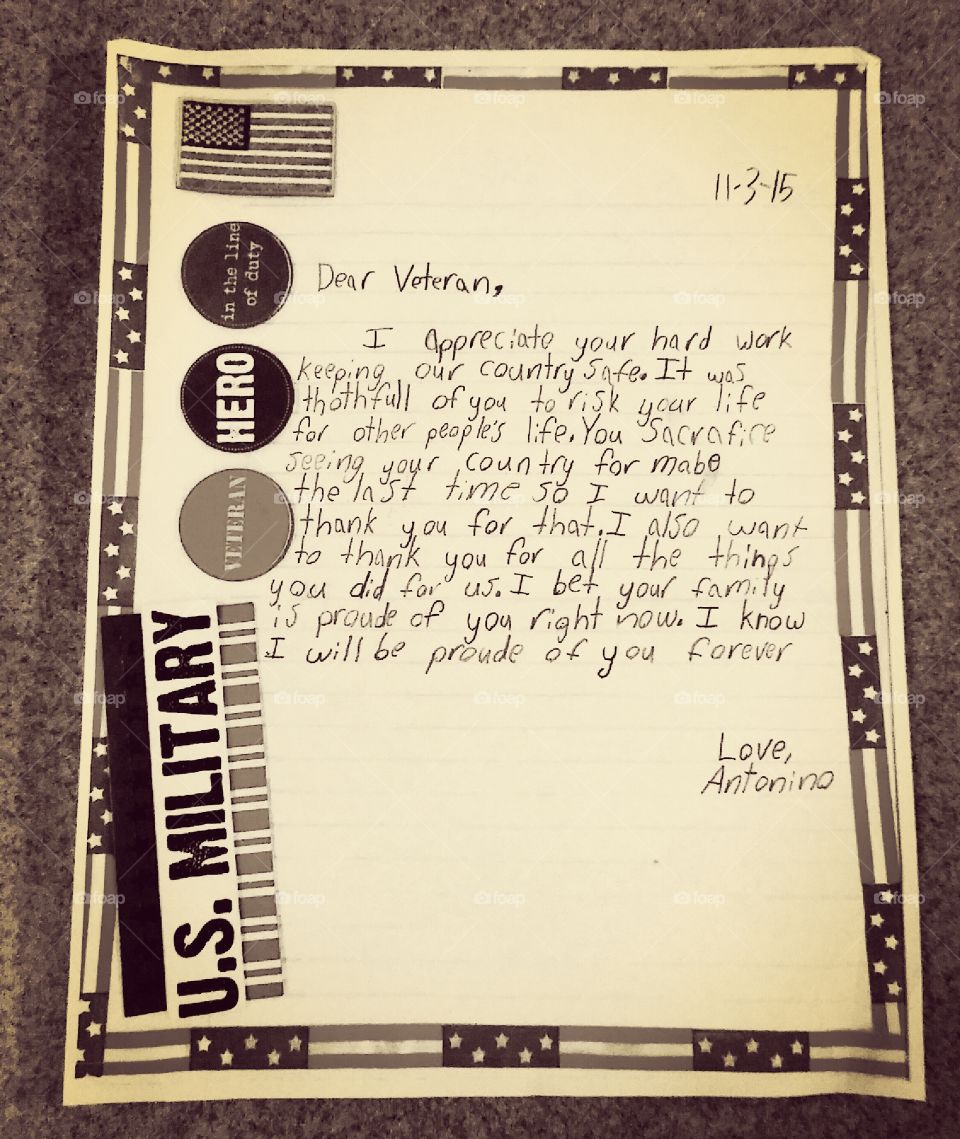 11-3-15
in the line
of duty
Dear Veteran,
HERO
I Appreciate your hard work
keeping our country safe. It was
thothfull of you to risk your life
for other people's life. You Sacrafice
seeing your country for mabe
the last time so I want to
thank you for that. I also want
to thank you for all the things
you did for us. I bet your family
is proude of you right now. I know
I will be proude of you forever
VETERAN
U.S. MILITARY
Love,
Antonino
foap